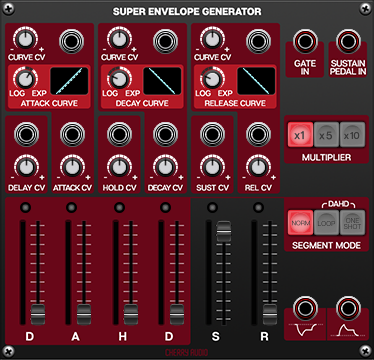 SUPER ENVELOPE GENERATOR
CURVE CV
CURVE CV
CURVE CV
GATE IN
SUSTAIN PEDAL IN
LOG EXP
ATTACK CURVE
LOG EXP
DECAY CURVE
LOG EXP
RELEASE CURVE
x1 x5 x10
MULTIPLIER
DELAY CV
ATTACK CV
HOLD CV
DECAY CV
SUST CV
REL CV
DAHD
NORM LOOP ONE SHOT
SEGMENT MODE
D A H D S R
CHERRY AUDIO